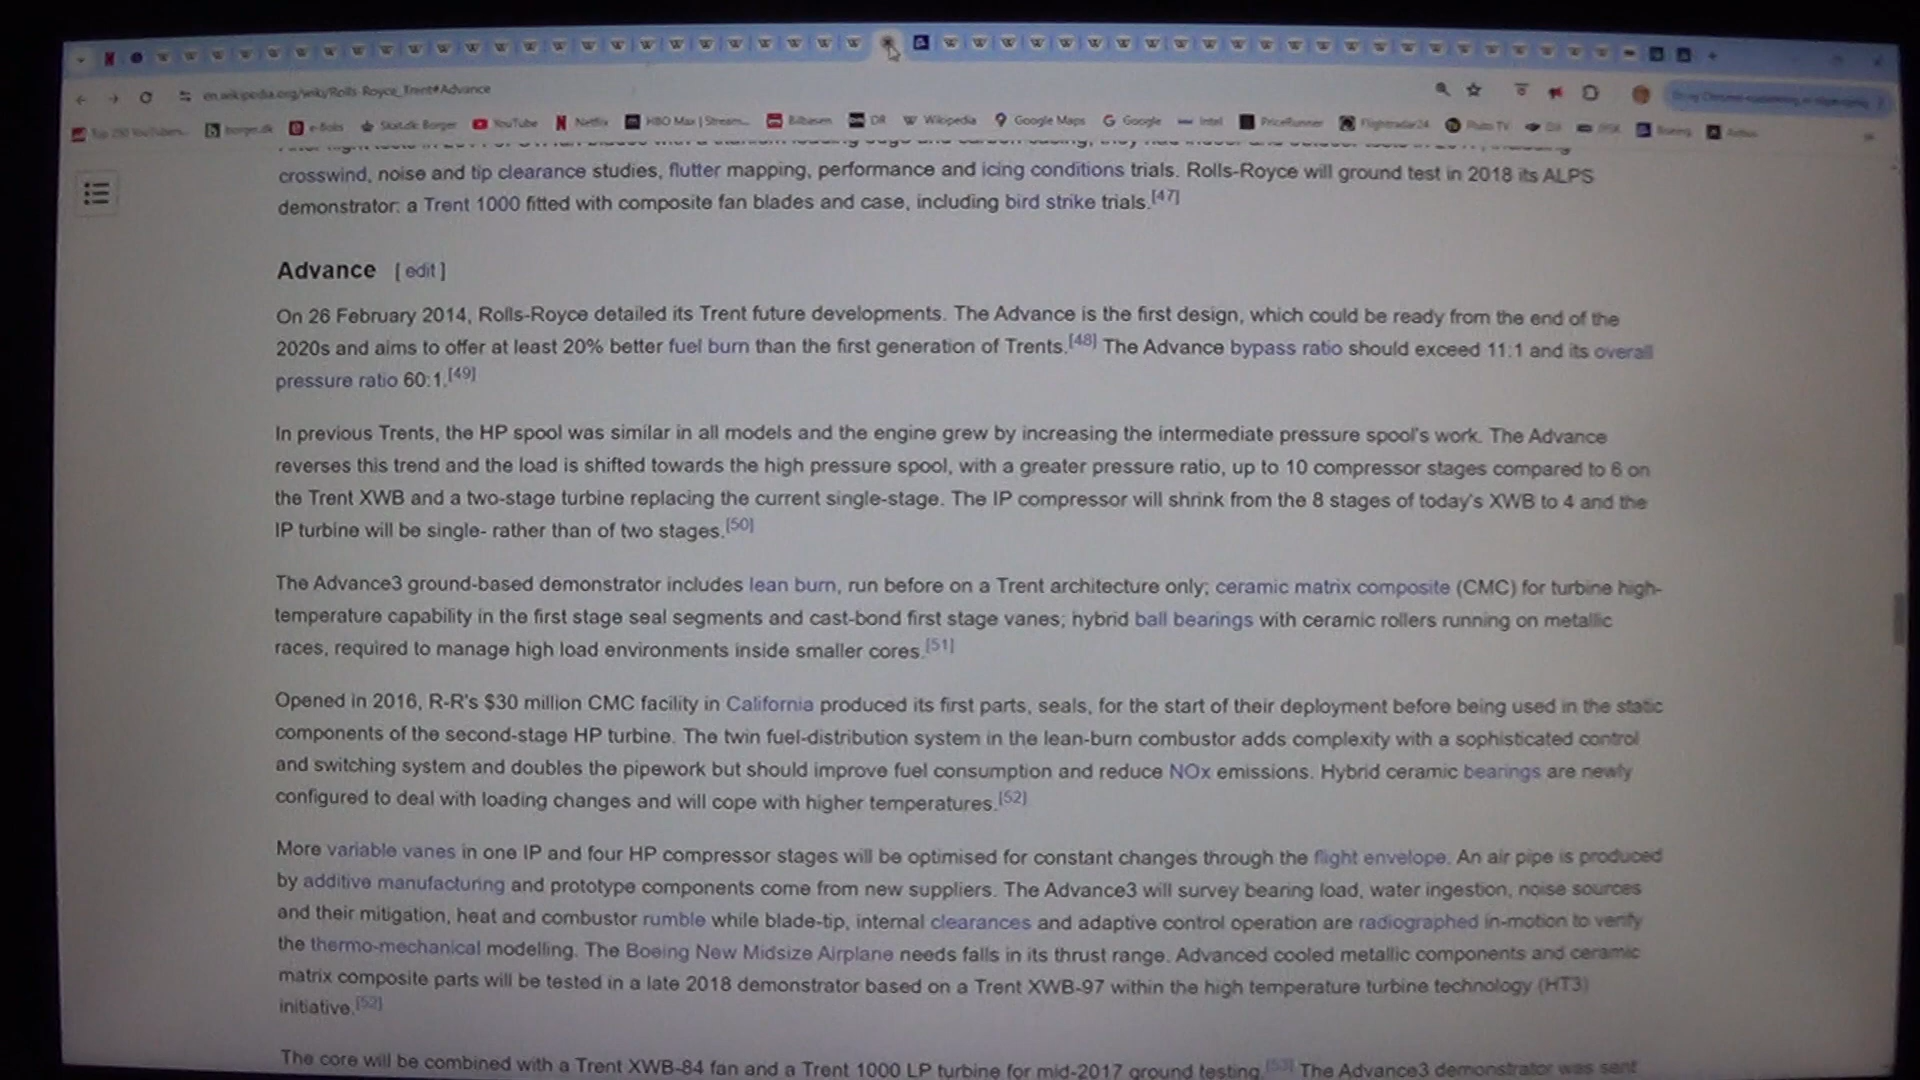 en.wikipedia.org/wiki/Rolls-Royce_Trent#Advance
Top 250 YouTubers... borger.dk e-Boks Skat.dk: Borger YouTube Netflix HBO Max | Stream... Bilbasen DR Wikipedia Google Maps Google Intel PriceRunner Flightradar24 Pluto TV Boeing Airbus
crosswind, noise and tip clearance studies, flutter mapping, performance and icing conditions trials. Rolls-Royce will ground test in 2018 its ALPS
demonstrator: a Trent 1000 fitted with composite fan blades and case, including bird strike trials.[47]
Advance [ edit ]
On 26 February 2014, Rolls-Royce detailed its Trent future developments. The Advance is the first design, which could be ready from the end of the
2020s and aims to offer at least 20% better fuel burn than the first generation of Trents.[48] The Advance bypass ratio should exceed 11:1 and its overall
pressure ratio 60:1.[49]
In previous Trents, the HP spool was similar in all models and the engine grew by increasing the intermediate pressure spool's work. The Advance
reverses this trend and the load is shifted towards the high pressure spool, with a greater pressure ratio, up to 10 compressor stages compared to 6 on
the Trent XWB and a two-stage turbine replacing the current single-stage. The IP compressor will shrink from the 8 stages of today's XWB to 4 and the
IP turbine will be single- rather than of two stages.[50]
The Advance3 ground-based demonstrator includes lean burn, run before on a Trent architecture only; ceramic matrix composite (CMC) for turbine high-
temperature capability in the first stage seal segments and cast-bond first stage vanes; hybrid ball bearings with ceramic rollers running on metallic
races, required to manage high load environments inside smaller cores.[51]
Opened in 2016, R-R's $30 million CMC facility in California produced its first parts, seals, for the start of their deployment before being used in the static
components of the second-stage HP turbine. The twin fuel-distribution system in the lean-burn combustor adds complexity with a sophisticated control
and switching system and doubles the pipework but should improve fuel consumption and reduce NOx emissions. Hybrid ceramic bearings are newly
configured to deal with loading changes and will cope with higher temperatures.[52]
More variable vanes in one IP and four HP compressor stages will be optimised for constant changes through the flight envelope. An air pipe is produced
by additive manufacturing and prototype components come from new suppliers. The Advance3 will survey bearing load, water ingestion, noise sources
and their mitigation, heat and combustor rumble while blade-tip, internal clearances and adaptive control operation are radiographed in-motion to verify
the thermo-mechanical modelling. The Boeing New Midsize Airplane needs falls in its thrust range. Advanced cooled metallic components and ceramic
matrix composite parts will be tested in a late 2018 demonstrator based on a Trent XWB-97 within the high temperature turbine technology (HT3)
initiative.[52]
The core will be combined with a Trent XWB-84 fan and a Trent 1000 LP turbine for mid-2017 ground testing.[53] The Advance3 demonstrator was sent